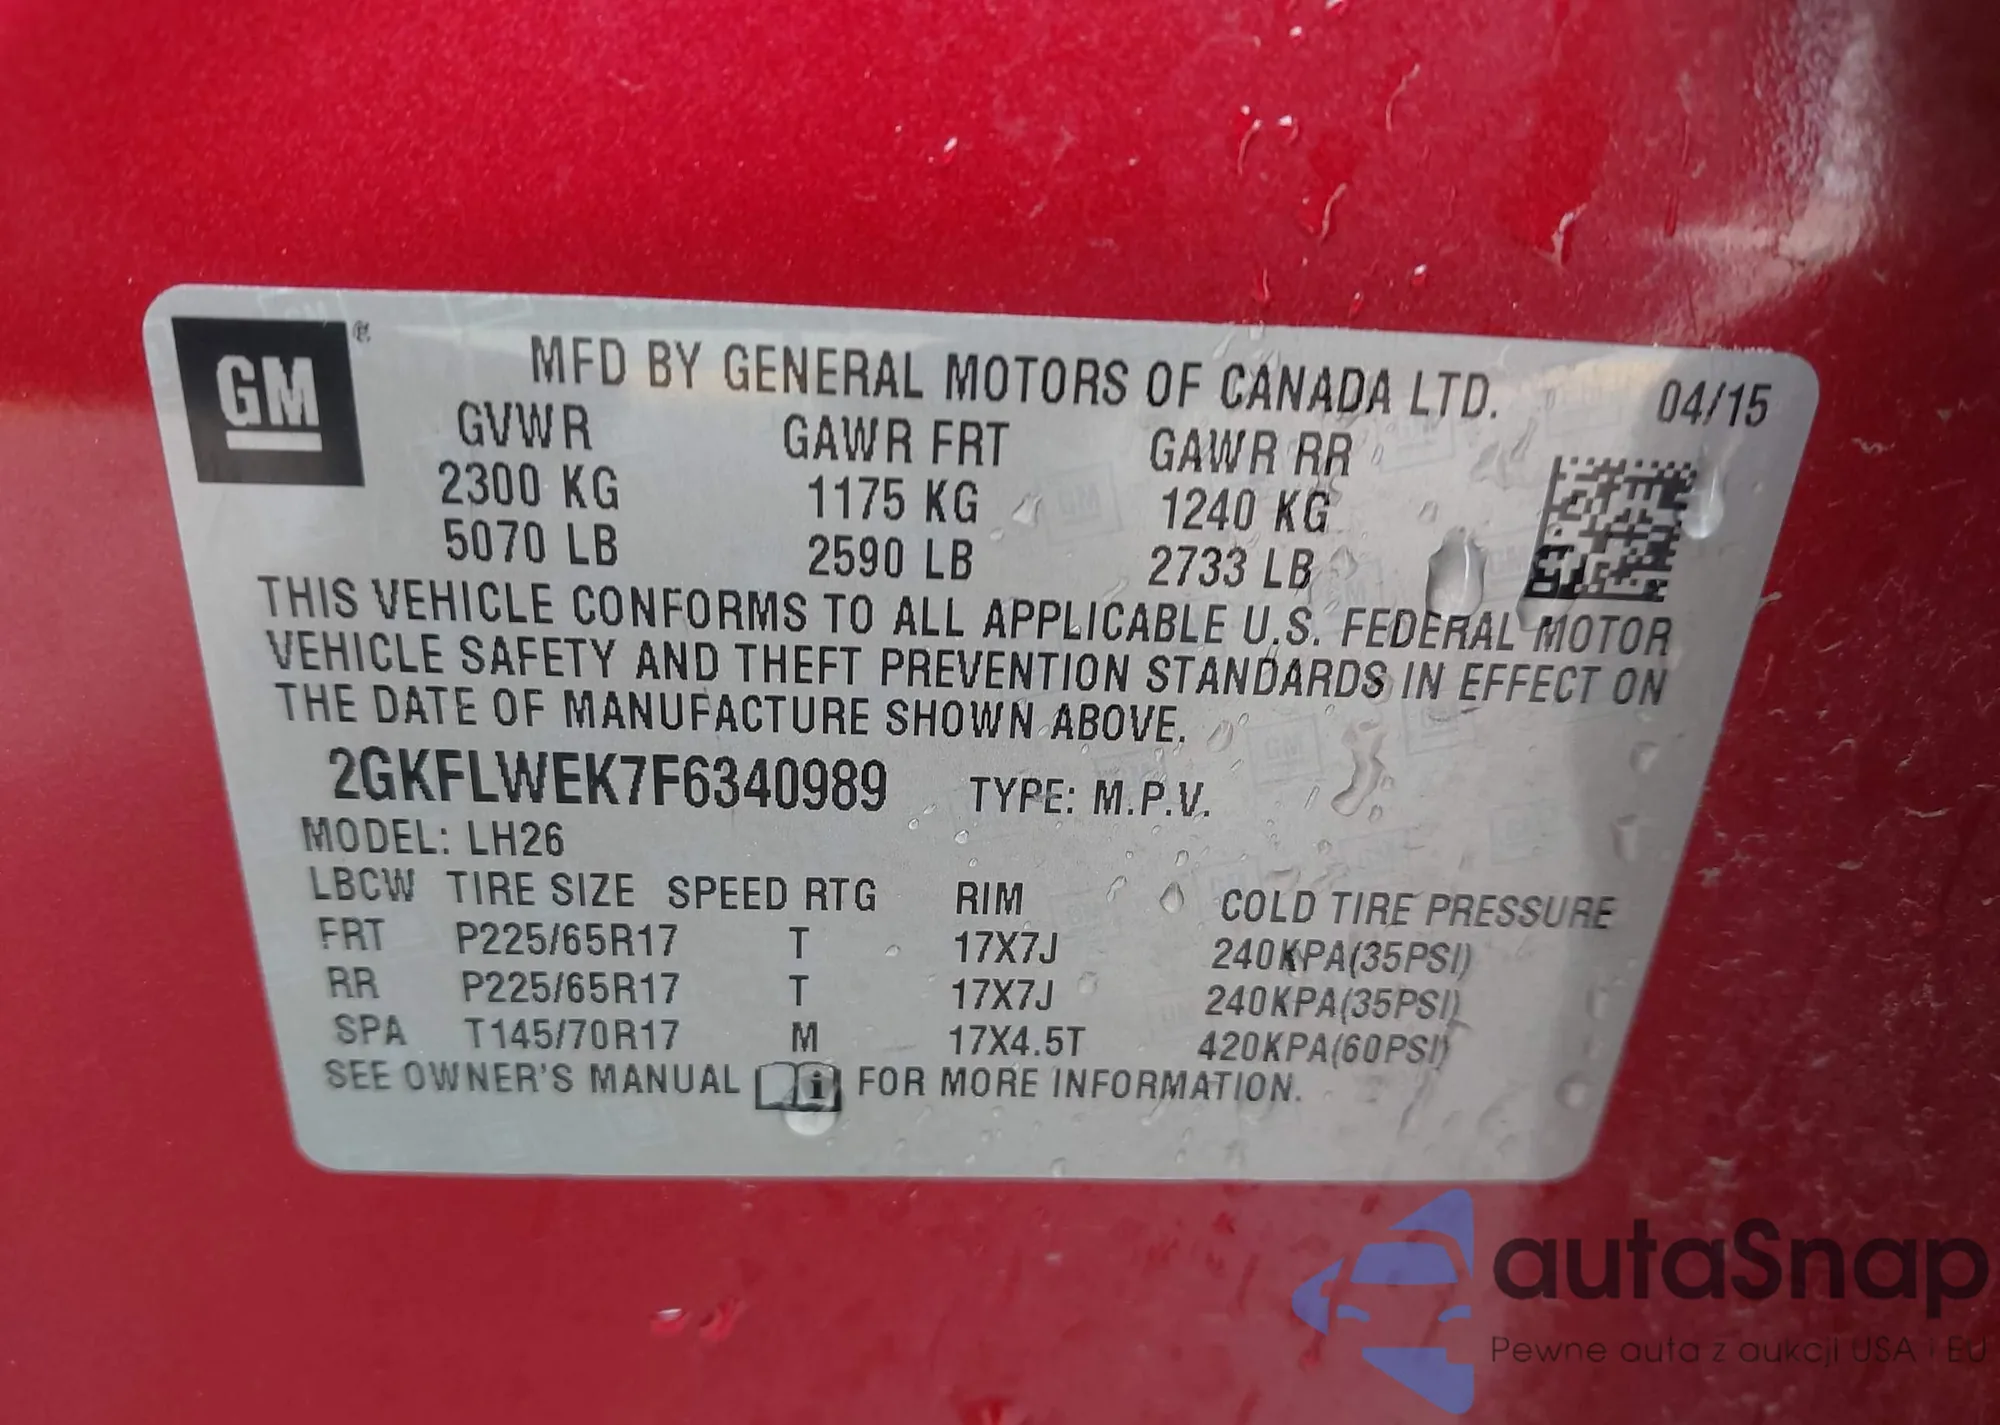 GM ®
MFD BY GENERAL MOTORS OF CANADA LTD. 04/15
GVWR GAWR FRT GAWR RR
2300 KG 1175 KG 1240 KG
5070 LB 2590 LB 2733 LB
THIS VEHICLE CONFORMS TO ALL APPLICABLE U.S. FEDERAL MOTOR
VEHICLE SAFETY AND THEFT PREVENTION STANDARDS IN EFFECT ON
THE DATE OF MANUFACTURE SHOWN ABOVE.
2GKFLWEK7F6340989 TYPE: M.P.V.
MODEL: LH26
LBCW TIRE SIZE SPEED RTG RIM COLD TIRE PRESSURE
FRT P225/65R17 T 17X7J 240KPA(35PSI)
RR P225/65R17 T 17X7J 240KPA(35PSI)
SPA T145/70R17 M 17X4.5T 420KPA(60PSI)
SEE OWNER'S MANUAL i FOR MORE INFORMATION.
autaSnap
Pewne auta z aukcji USA i EU